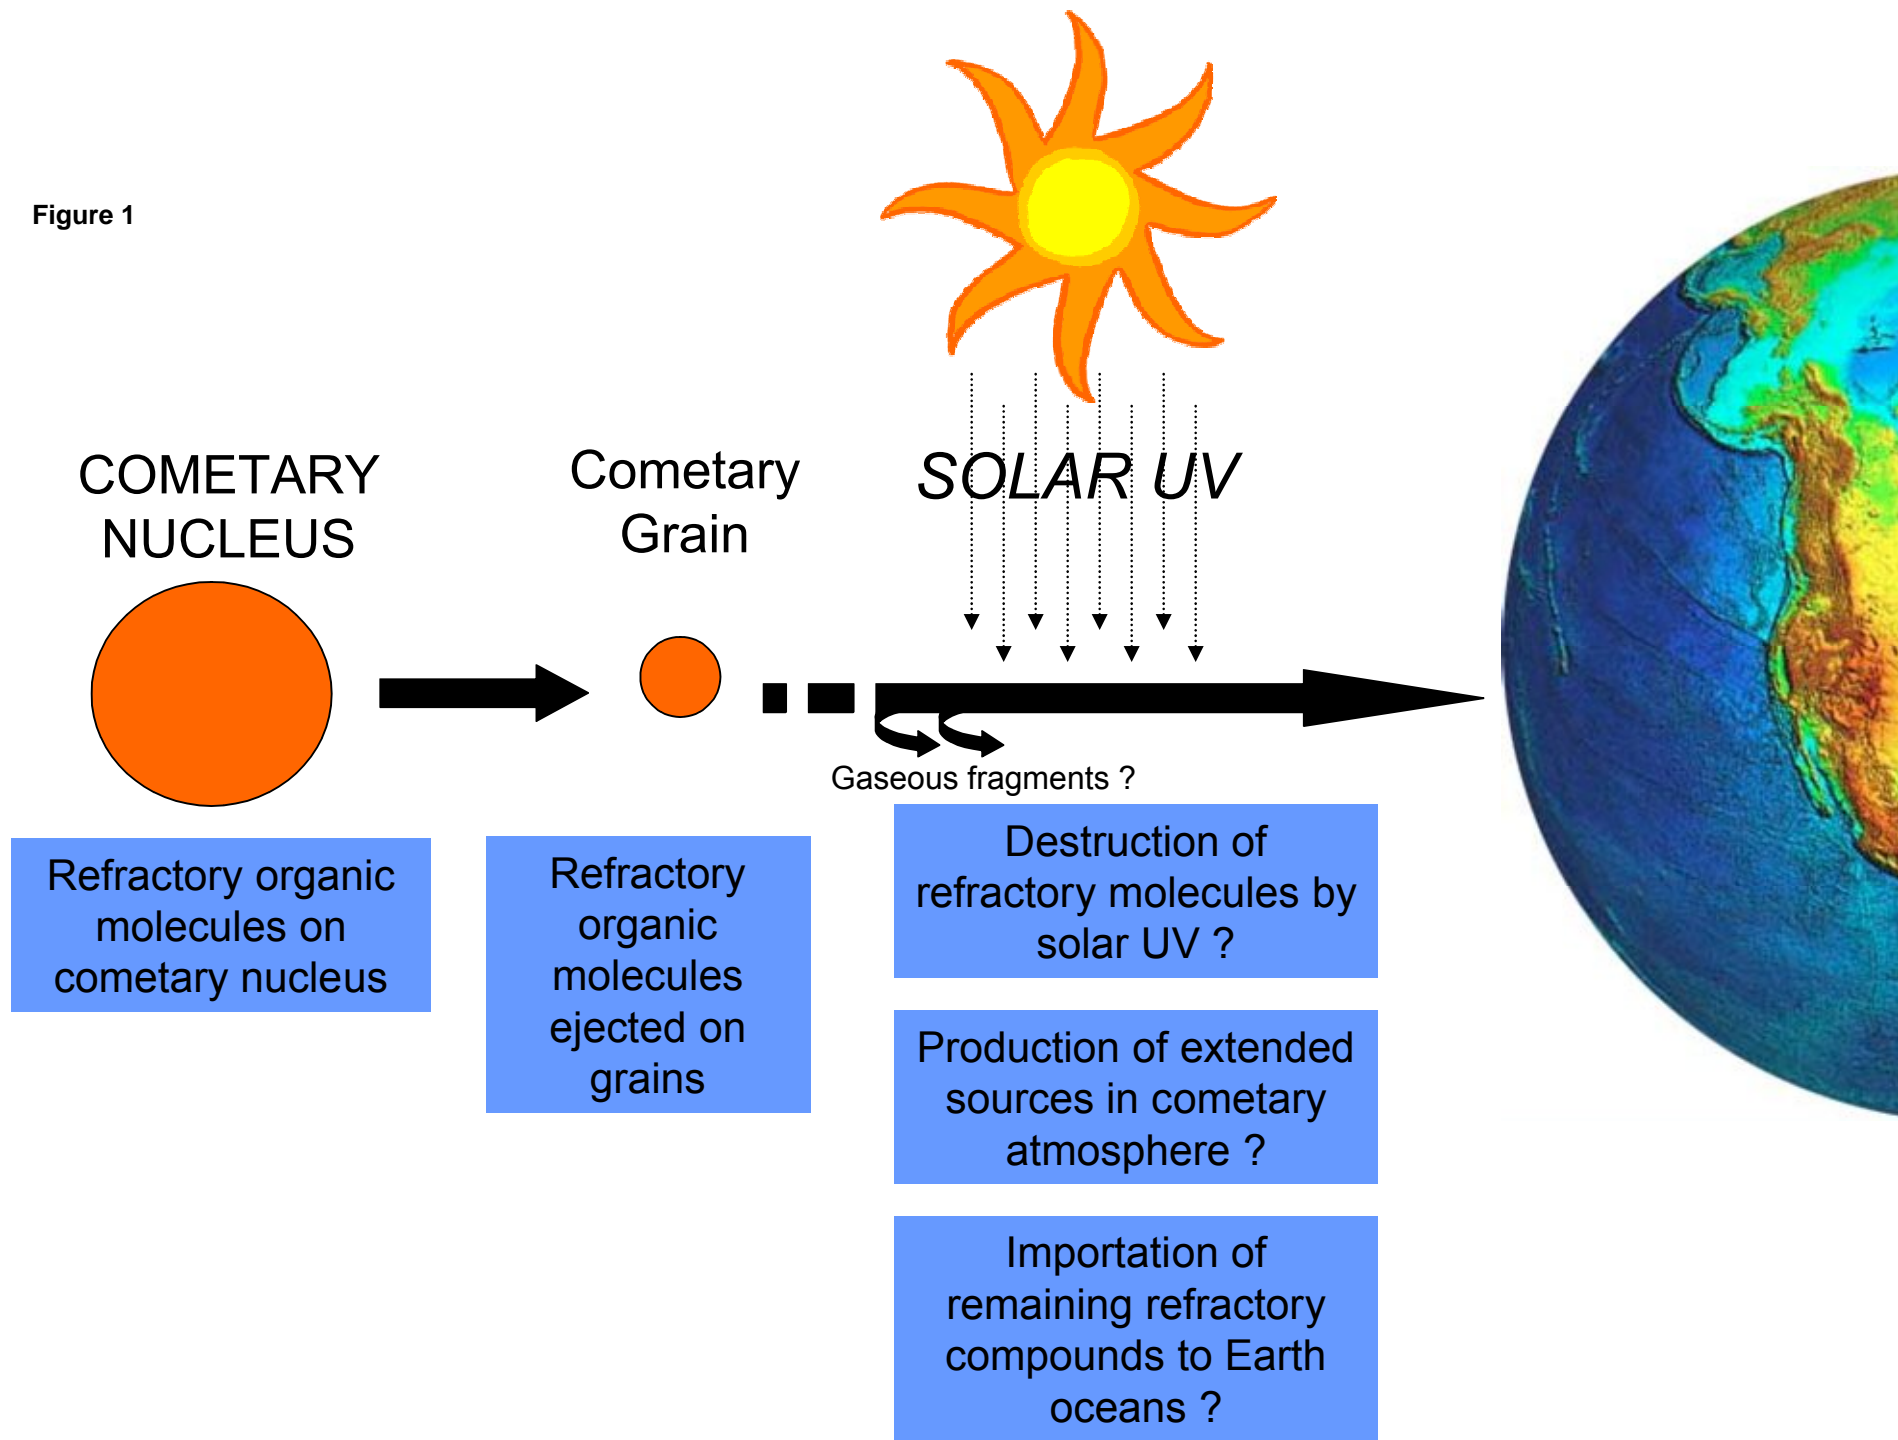 Figure 1
COMETARY
NUCLEUS
Cometary
Grain
SOLAR UV
Gaseous fragments ?
Refractory organic
molecules on
cometary nucleus
Refractory
organic
molecules
ejected on
grains
Destruction of
refractory molecules by
solar UV ?
Production of extended
sources in cometary
atmosphere ?
Importation of
remaining refractory
compounds to Earth
oceans ?